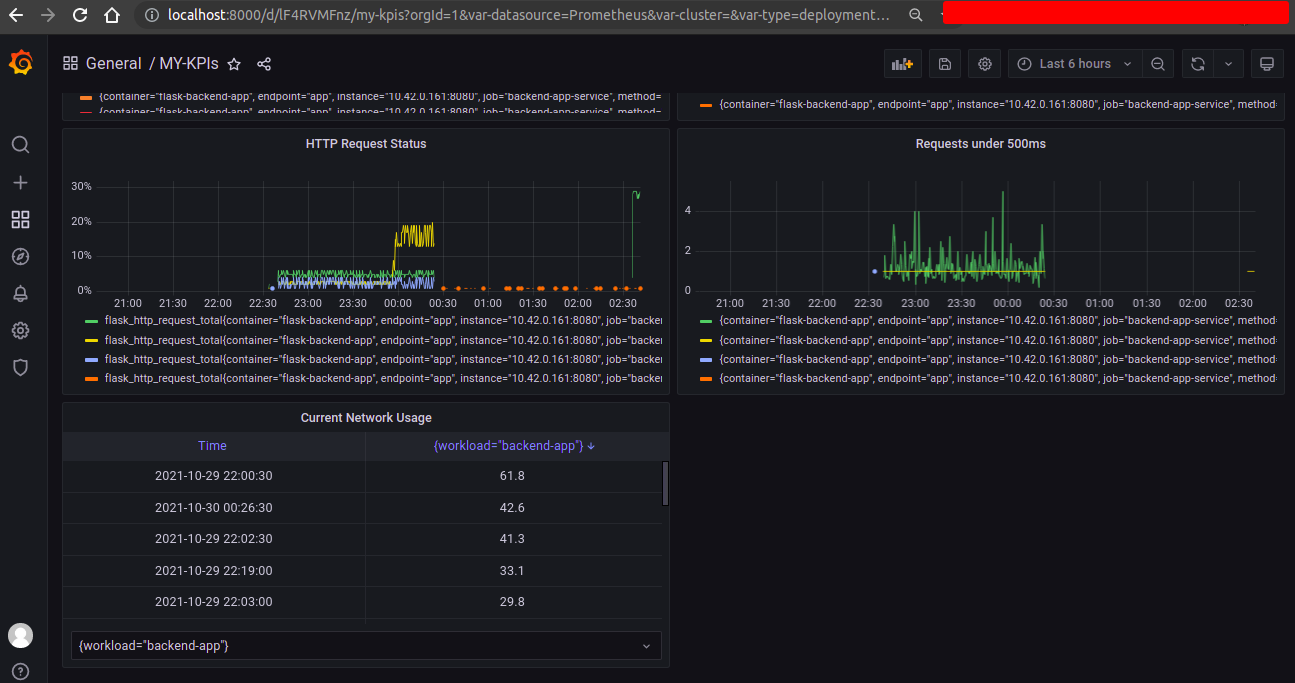 localhost:8000/d/lF4RVMFnz/my-kpis?orgId=1&var-datasource=Prometheus&var-cluster=&var-type=deployment…
General / MY-KPIs
Last 6 hours
{container="flask-backend-app", endpoint="app", instance="10.42.0.161:8080", job="backend-app-service", method=
{container="flask-backend-app", endpoint="app", instance="10.42.0.161:8080", job="backend-app-service", method=
{container="flask-backend-app", endpoint="app", instance="10.42.0.161:8080", job="backend-app-service", method=
HTTP Request Status
30%
20%
10%
0%
21:00 21:30 22:00 22:30 23:00 23:30 00:00 00:30 01:00 01:30 02:00 02:30
flask_http_request_total{container="flask-backend-app", endpoint="app", instance="10.42.0.161:8080", job="backer
flask_http_request_total{container="flask-backend-app", endpoint="app", instance="10.42.0.161:8080", job="backer
flask_http_request_total{container="flask-backend-app", endpoint="app", instance="10.42.0.161:8080", job="backer
flask_http_request_total{container="flask-backend-app", endpoint="app", instance="10.42.0.161:8080", job="backer
Requests under 500ms
4
2
0
21:00 21:30 22:00 22:30 23:00 23:30 00:00 00:30 01:00 01:30 02:00 02:30
{container="flask-backend-app", endpoint="app", instance="10.42.0.161:8080", job="backend-app-service", method=
{container="flask-backend-app", endpoint="app", instance="10.42.0.161:8080", job="backend-app-service", method=
{container="flask-backend-app", endpoint="app", instance="10.42.0.161:8080", job="backend-app-service", method=
{container="flask-backend-app", endpoint="app", instance="10.42.0.161:8080", job="backend-app-service", method=
Current Network Usage
Time {workload="backend-app"}
2021-10-29 22:00:30 61.8
2021-10-30 00:26:30 42.6
2021-10-29 22:02:30 41.3
2021-10-29 22:19:00 33.1
2021-10-29 22:03:00 29.8
{workload="backend-app"}